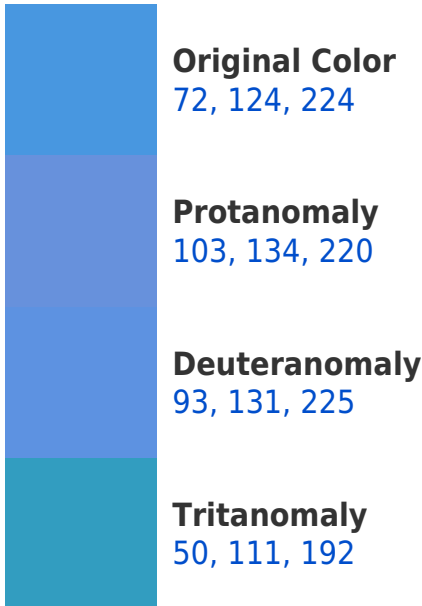 Original Color
72, 124, 224
Protanomaly
103, 134, 220
Deuteranomaly
93, 131, 225
Tritanomaly
50, 111, 192